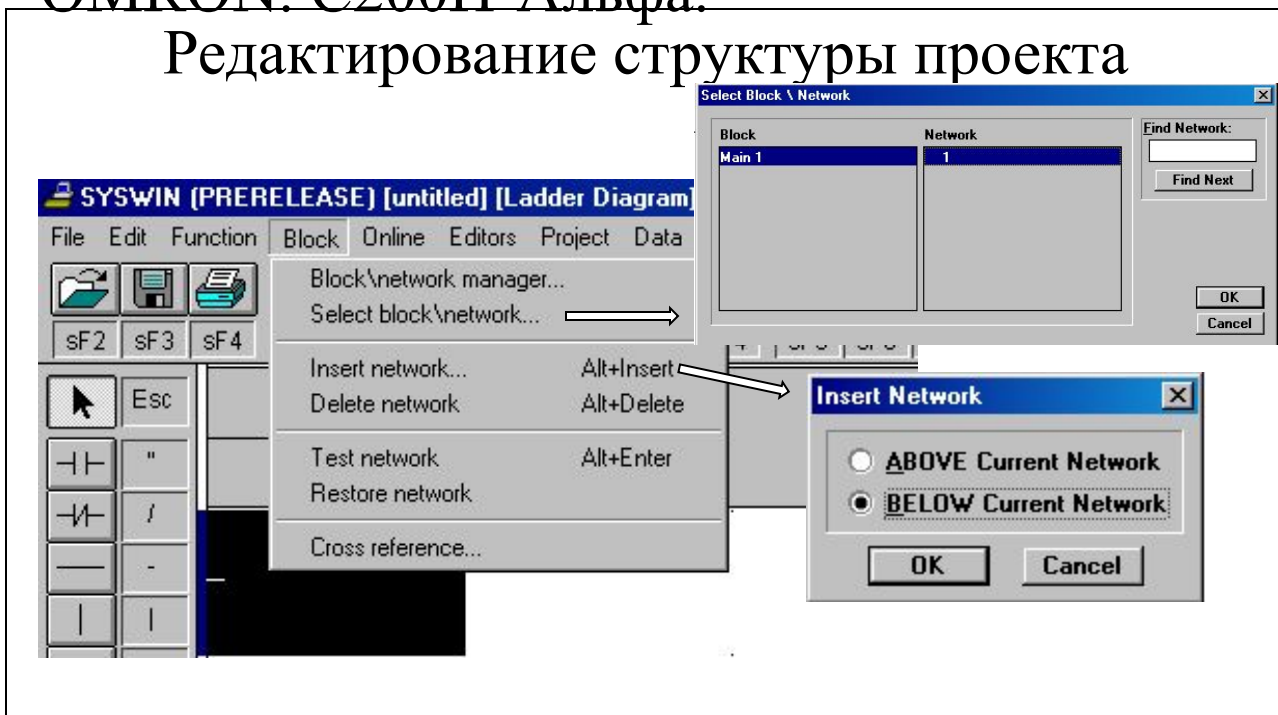 OMRON. C200H Альфа.
Редактирование структуры проекта
Select Block \ Network
Block
Network
Find Network:
Main 1
1
Find Next
OK
Cancel
SYSWIN (PRERELEASE) [untitled] [Ladder Diagram]
File Edit Function Block Online Editors Project Data
Block\network manager...
Select block\network...
sF2 sF3 sF4
Insert network... Alt+Insert
Delete network Alt+Delete
Test network Alt+Enter
Restore network
Cross reference...
Esc
"
/
-
|
Insert Network
ABOVE Current Network
BELOW Current Network
OK Cancel